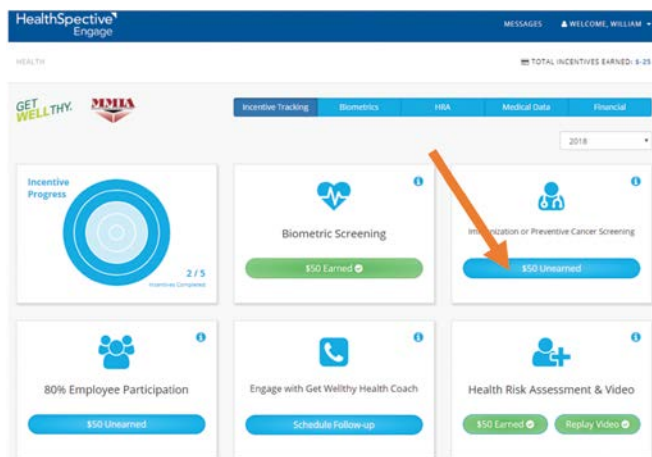 HealthSpective
Engage
MESSAGES
WELCOME, WILLIAM
HEALTH
TOTAL INCENTIVES EARNED: $-25
GET
WELLTHY.
MMIA
Incentive Tracking
Biometrics
HRA
Medical Data
Financial
2018
Incentive
Progress
2 / 5
Incentives Completed
Biometric Screening
$50 Earned
Immunization or Preventive Cancer Screening
$50 Unearned
80% Employee Participation
$50 Unearned
Engage with Get Wellthy Health Coach
Schedule Follow-up
Health Risk Assessment & Video
$50 Earned
Replay Video